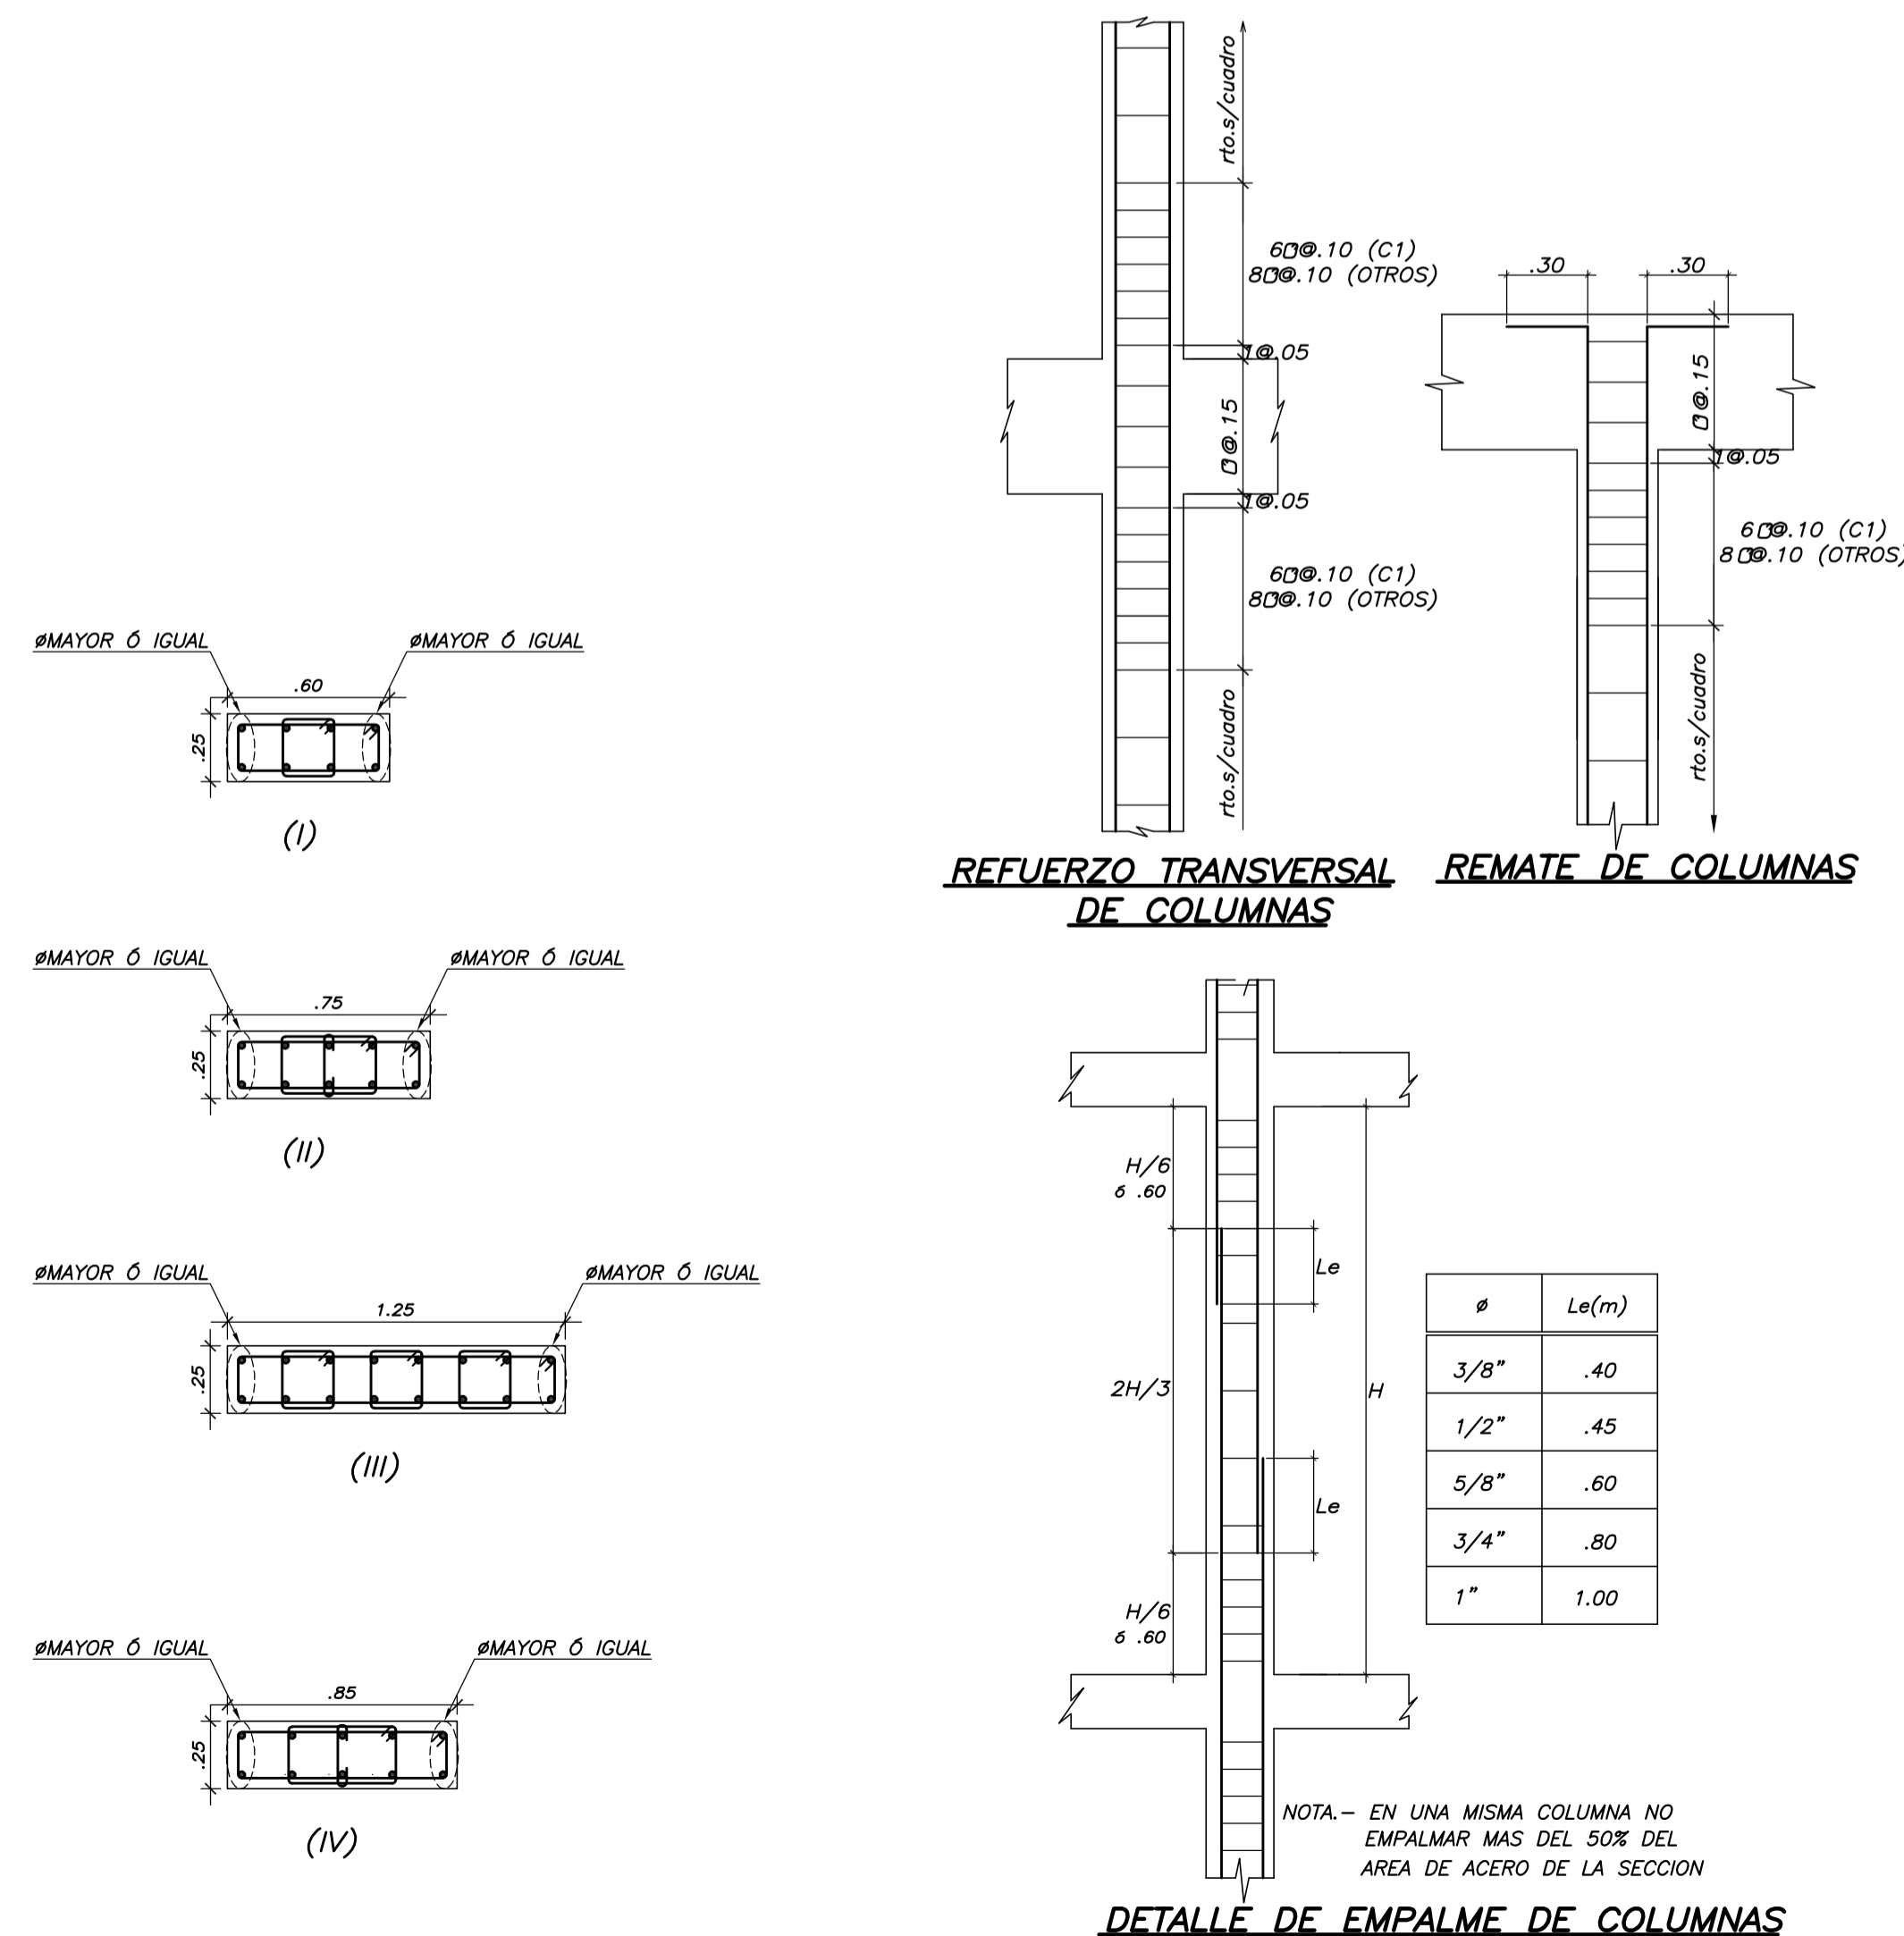 ØMAYOR Ó IGUAL
ØMAYOR Ó IGUAL
.60
.25
(I)
ØMAYOR Ó IGUAL
ØMAYOR Ó IGUAL
.75
.25
(II)
ØMAYOR Ó IGUAL
ØMAYOR Ó IGUAL
1.25
.25
(III)
ØMAYOR Ó IGUAL
ØMAYOR Ó IGUAL
.85
.25
(IV)
rto.s/cuadro
6@.10 (C1)
8@.10 (OTROS)
1@.05
@.15
1@.05
6@.10 (C1)
8@.10 (OTROS)
rto.s/cuadro
REFUERZO TRANSVERSAL
DE COLUMNAS
.30
.30
@.15
1@.05
6@.10 (C1)
8@.10 (OTROS)
rto.s/cuadro
REMATE DE COLUMNAS
H/6
ó .60
Le
2H/3
H
Le
H/6
ó .60
Ø Le(m)
3/8" .40
1/2" .45
5/8" .60
3/4" .80
1" 1.00
NOTA.- EN UNA MISMA COLUMNA NO
EMPALMAR MAS DEL 50% DEL
AREA DE ACERO DE LA SECCION
DETALLE DE EMPALME DE COLUMNAS